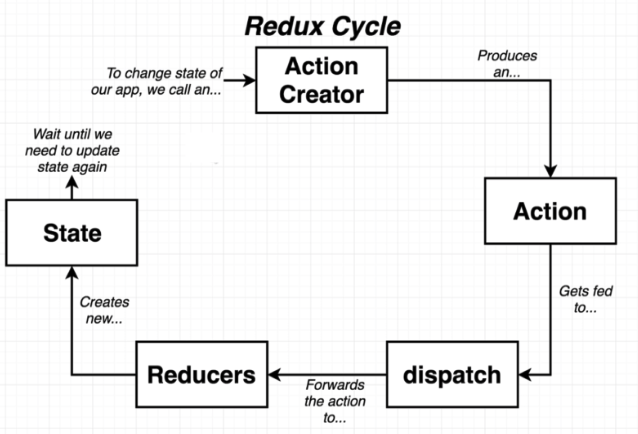 Redux Cycle
To change state of
our app, we call an...
Action
Creator
Produces
an...
Action
Gets fed
to...
dispatch
Forwards
the action
to...
Reducers
Creates
new...
State
Wait until we
need to update
state again